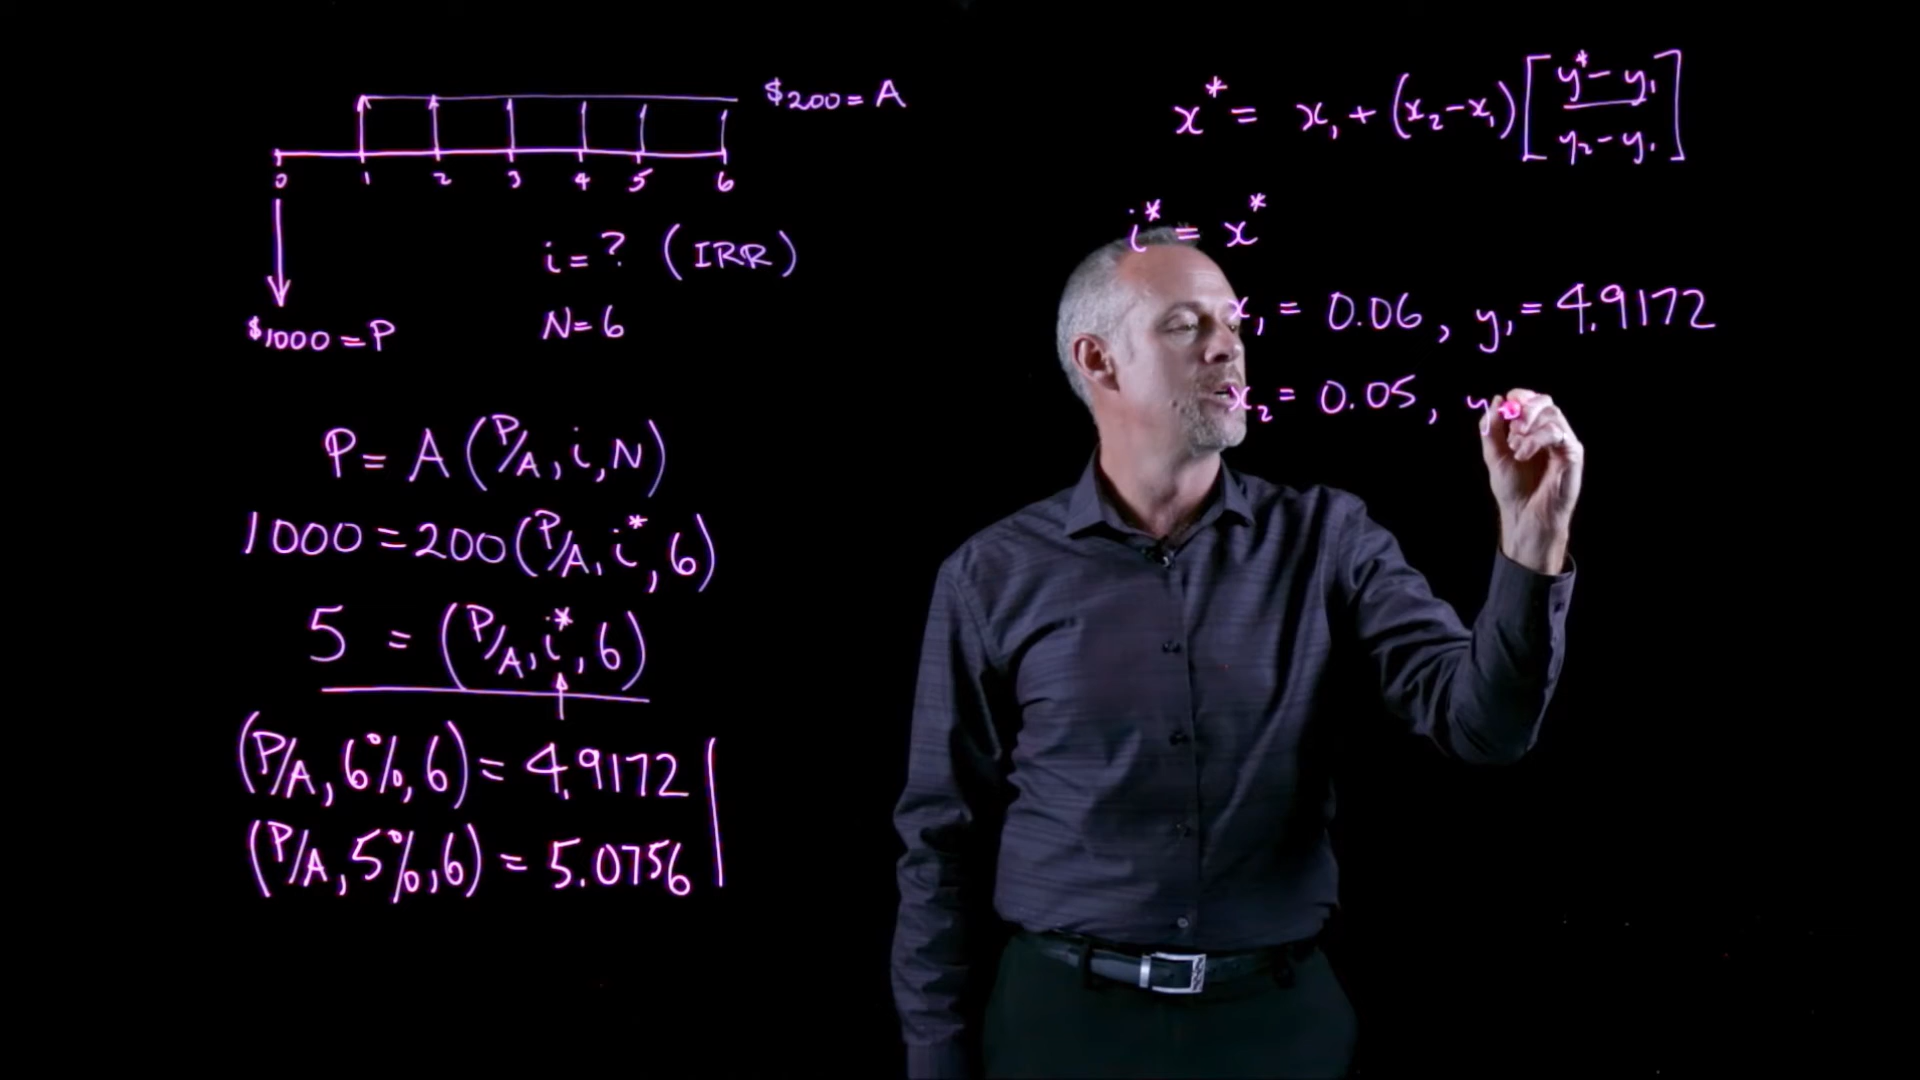 $200 = A
0 1 2 3 4 5 6
i = ? (IRR)
$1000 = P
N = 6
P = A (P/A, i, N)
1000 = 200 (P/A, i*, 6)
5 = (P/A, i*, 6)
(P/A, 6%, 6) = 4.9172
(P/A, 5%, 6) = 5.0756
x* = x₁ + (x₂ - x₁) [y* - y₁ / y₂ - y₁]
i* = x*
x₁ = 0.06, y₁ = 4.9172
x₂ = 0.05, y